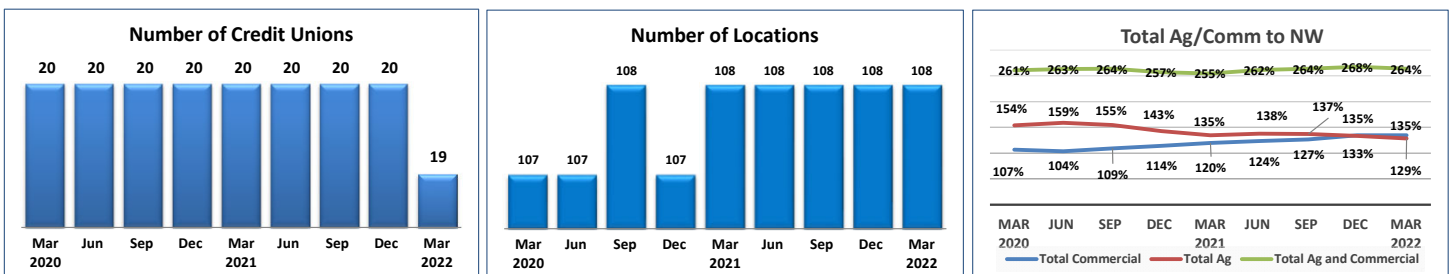 Number of Credit Unions
20 20 20 20 20 20 20 20
19
Mar Jun Sep Dec Mar Jun Sep Dec Mar
2020 2021 2022
Number of Locations
108 108 108 108 108 108
107 107 107
Mar Jun Sep Dec Mar Jun Sep Dec Mar
2020 2021 2022
Total Ag/Comm to NW
261% 263% 264% 257% 255% 262% 264% 268% 264%
154% 159% 155% 143% 135% 138% 137% 135% 135%
107% 104% 109% 114% 120% 124% 127% 133% 129%
MAR JUN SEP DEC MAR JUN SEP DEC MAR
2020 2021 2022
Total Commercial Total Ag Total Ag and Commercial